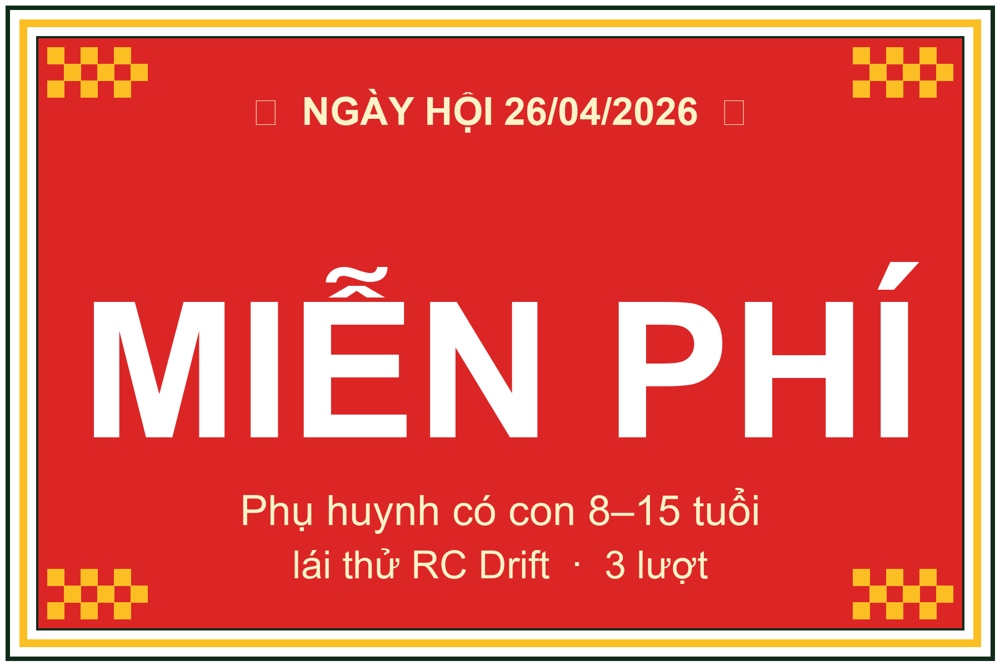 NGÀY HỘI 26/04/2026
MIỄN PHÍ
Phụ huynh có con 8–15 tuổi
lái thử RC Drift · 3 lượt